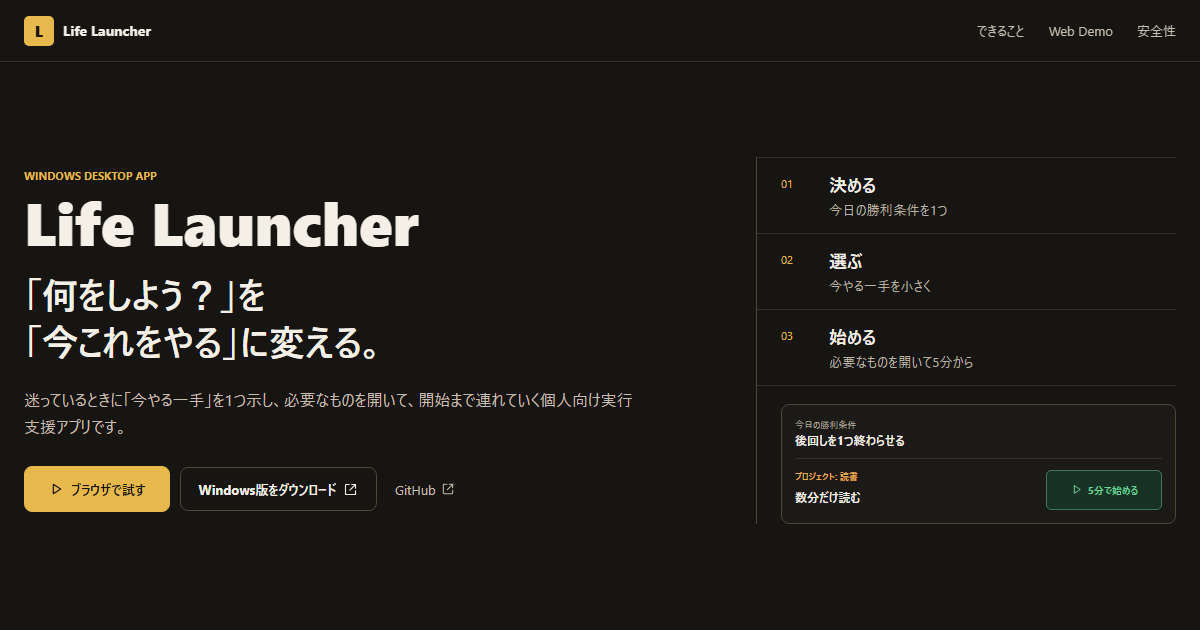 L
Life Launcher
できること
Web Demo
安全性
WINDOWS DESKTOP APP
Life Launcher
「何をしよう？」を
「今これをやる」に変える。
迷っているときに「今やる一手」を1つ示し、必要なものを開いて、開始まで連れていく個人向け実行
支援アプリです。
ブラウザで試す
Windows版をダウンロード
GitHub
01
決める
今日の勝利条件を1つ
02
選ぶ
今やる一手を小さく
03
始める
必要なものを開いて5分から
今日の勝利条件
後回しを1つ終わらせる
プロジェクト: 読書
数分だけ読む
5分で始める